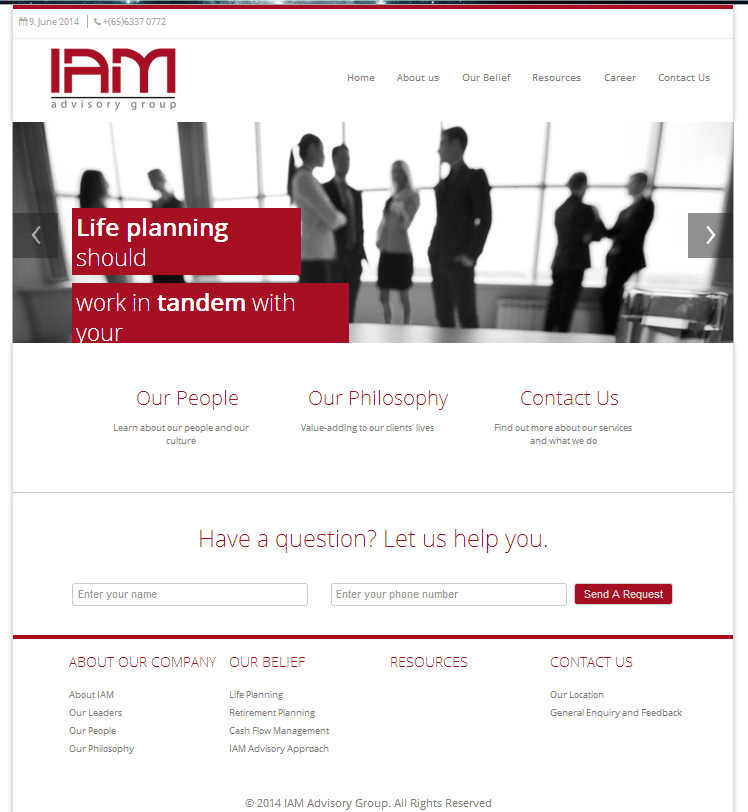 9, June 2014 +(65)6337 0772
IAM
advisory group
Home About us Our Belief Resources Career Contact Us
Life planning
should
work in tandem with
your
Our People Our Philosophy Contact Us
Learn about our people and our Value-adding to our clients' lives Find out more about our services
culture and what we do
Have a question? Let us help you.
Enter your name Enter your phone number Send A Request
ABOUT OUR COMPANY OUR BELIEF RESOURCES CONTACT US
About IAM Life Planning Our Location
Our Leaders Retirement Planning General Enquiry and Feedback
Our People Cash Flow Management
Our Philosophy IAM Advisory Approach
© 2014 IAM Advisory Group. All Rights Reserved